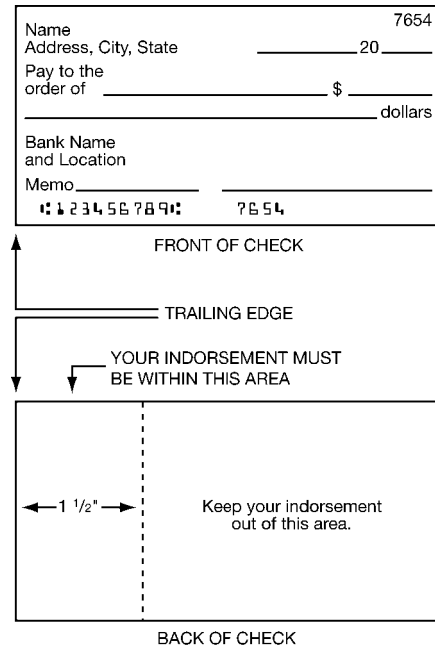 7654
Name
Address, City, State 20
Pay to the
order of $
dollars
Bank Name
and Location
Memo
⑆123456789⑆ 7654
FRONT OF CHECK
TRAILING EDGE
YOUR INDORSEMENT MUST
BE WITHIN THIS AREA
1 1/2"
Keep your indorsement
out of this area.
BACK OF CHECK